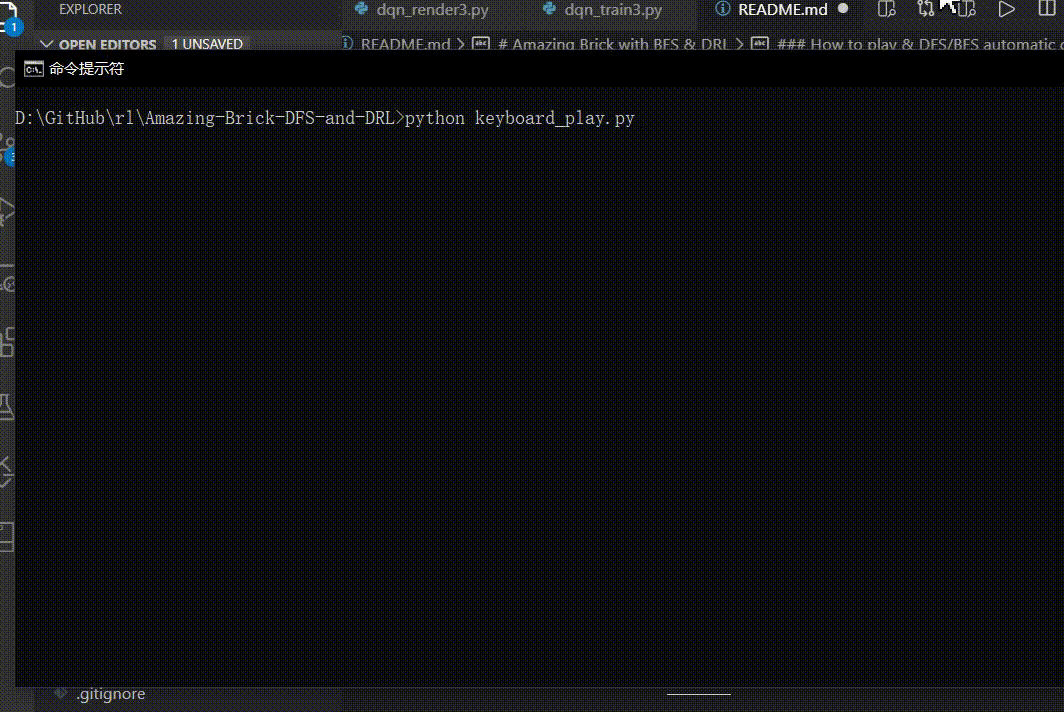 EXPLORER
dqn_render3.py
dqn_train3.py
README.md
1
OPEN EDITORS
1 UNSAVED
README.md > # Amazing Brick with BFS & DRL > ### How to play & DFS/BFS automatic
命令提示符
D:\GitHub\rl\Amazing-Brick-DFS-and-DRL>python keyboard_play.py
.gitignore